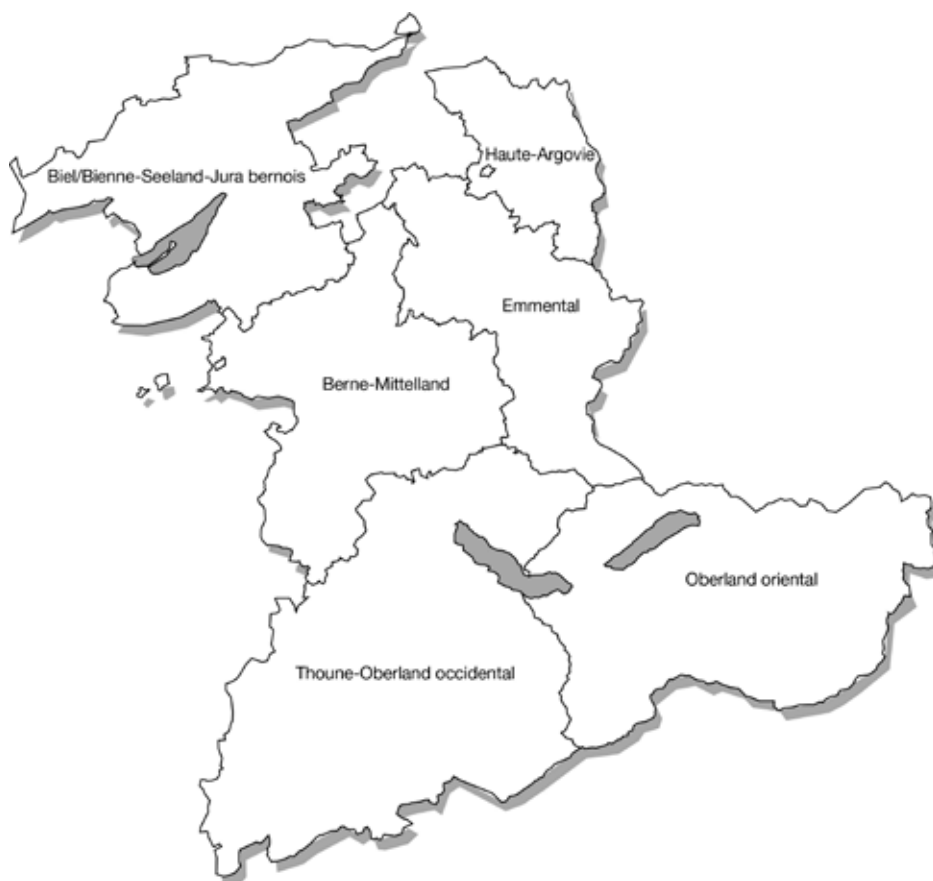 Haute-Argovie
Biel/Bienne-Seeland-Jura bernois
Emmental
Berne-Mittelland
Oberland oriental
Thoune-Oberland occidental